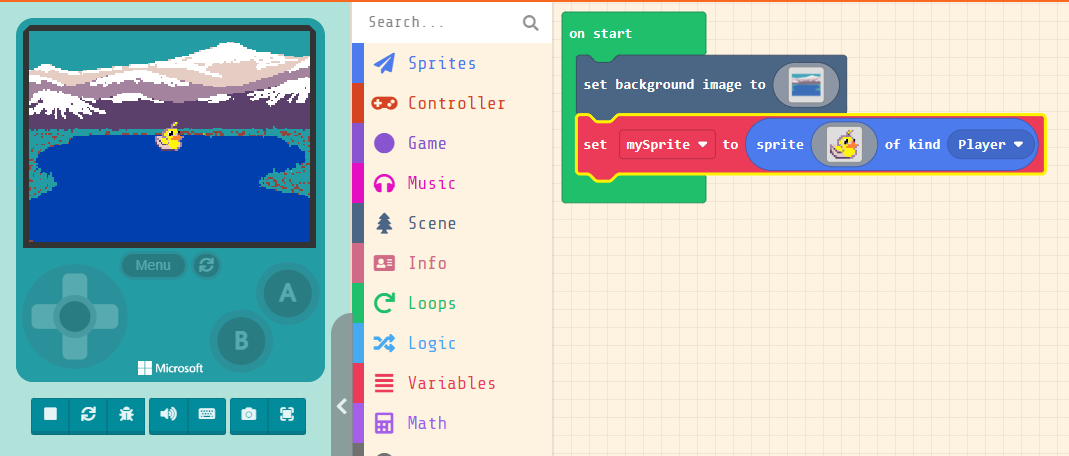 Search...
Sprites
Controller
Game
Music
Scene
Info
Loops
Logic
Variables
Math
Menu
A
B
Microsoft
on start
set background image to
set mySprite to sprite of kind Player